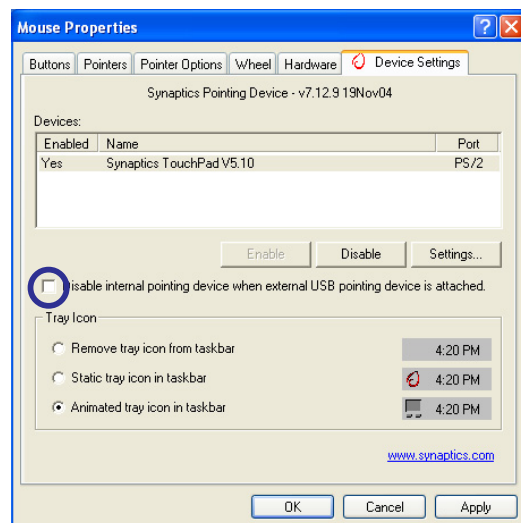 Mouse Properties
Buttons Pointers Pointer Options Wheel Hardware Device Settings
Synaptics Pointing Device - v7.12.9 19Nov04
Devices:
Enabled Name Port
Yes Synaptics TouchPad V5.10 PS/2
Enable Disable Settings...
Disable internal pointing device when external USB pointing device is attached.
Tray Icon
Remove tray icon from taskbar 4:20 PM
Static tray icon in taskbar 4:20 PM
Animated tray icon in taskbar 4:20 PM
www.synaptics.com
OK Cancel Apply